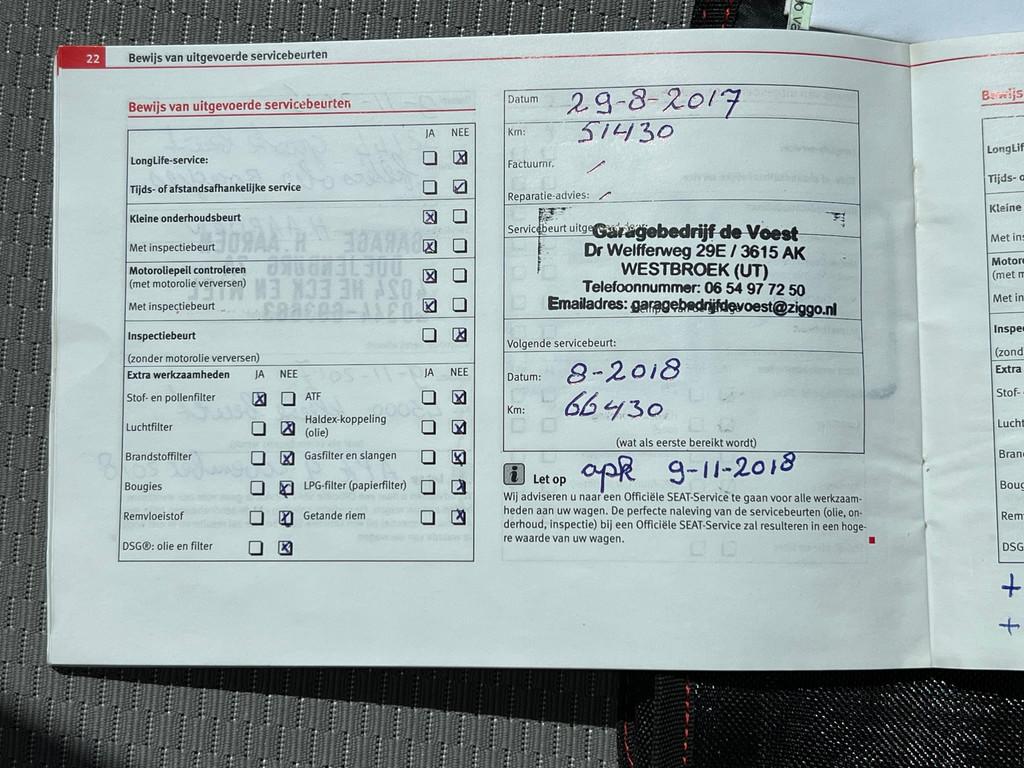 22 Bewijs van uitgevoerde servicebeurten
Bewijs van uitgevoerde servicebeurten
JA NEE
LongLife-service:
Tijds- of afstandsafhankelijke service
Kleine onderhoudsbeurt
Met inspectiebeurt
Motoroliepeil controleren
(met motorolie verversen)
Met inspectiebeurt
Inspectiebeurt
(zonder motorolie verversen)
Extra werkzaamheden JA NEE JA NEE
Stof- en pollenfilter ATF
Luchtfilter Haldex-koppeling
(olie)
Brandstoffilter Gasfilter en slangen
Bougies LPG-filter (papierfilter)
Remvloeistof Getande riem
DSG®: olie en filter
Datum 29-8-2017
Km: 51430
Factuurnr.
Reparatie-advies:
Servicebeurt
Garagebedrijf de Voest
Dr Welfferweg 29E / 3615 AK
WESTBROEK (UT)
Telefoonnummer: 06 54 97 72 50
Emailadres: garagebedrijfdevoest@ziggo.nl
Volgende servicebeurt:
Datum: 8-2018
Km: 66430
(wat als eerste bereikt wordt)
i Let op apk 9-11-2018
Wij adviseren u naar een Officiële SEAT-Service te gaan voor alle werkzaam-
heden aan uw wagen. De perfecte naleving van de servicebeurten (olie, on-
derhoud, inspectie) bij een Officiële SEAT-Service zal resulteren in een hoge-
re waarde van uw wagen.
Bewijs
LongLif
Tijds- o
Kleine
Met ins
Motoro
(met m
Met in
Inspe
(zond
Extra
Stof-
Lucht
Bran
Boug
Rem
DSG
+
+